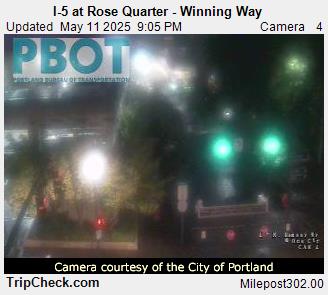 I-5 at Rose Quarter - Winning Way
Updated May 11 2025 9:05 PM Camera 4
PBOT
PORTLAND BUREAU OF TRANSPORTATION
Camera courtesy of the City of Portland
TripCheck.com Milepost302.00